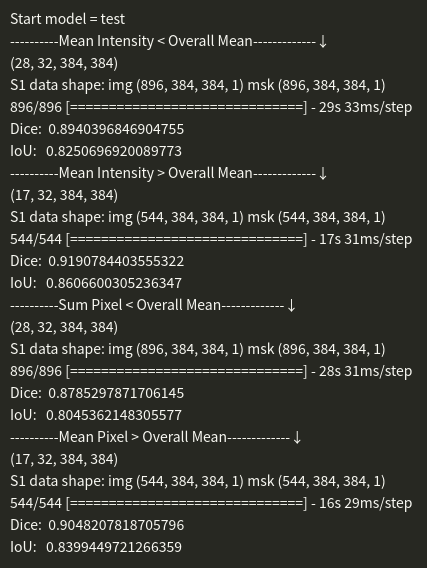 Start model = test
----------Mean Intensity < Overall Mean-------------↓
(28, 32, 384, 384)
S1 data shape: img (896, 384, 384, 1) msk (896, 384, 384, 1)
896/896 [==============================] - 29s 33ms/step
Dice:  0.8940396846904755
IoU:   0.8250696920089773
----------Mean Intensity > Overall Mean-------------↓
(17, 32, 384, 384)
S1 data shape: img (544, 384, 384, 1) msk (544, 384, 384, 1)
544/544 [==============================] - 17s 31ms/step
Dice:  0.9190784403555322
IoU:   0.8606600305236347
----------Sum Pixel < Overall Mean-------------↓
(28, 32, 384, 384)
S1 data shape: img (896, 384, 384, 1) msk (896, 384, 384, 1)
896/896 [==============================] - 28s 31ms/step
Dice:  0.8785297871706145
IoU:   0.8045362148305577
----------Mean Pixel > Overall Mean-------------↓
(17, 32, 384, 384)
S1 data shape: img (544, 384, 384, 1) msk (544, 384, 384, 1)
544/544 [==============================] - 16s 29ms/step
Dice:  0.9048207818705796
IoU:   0.8399449721266359